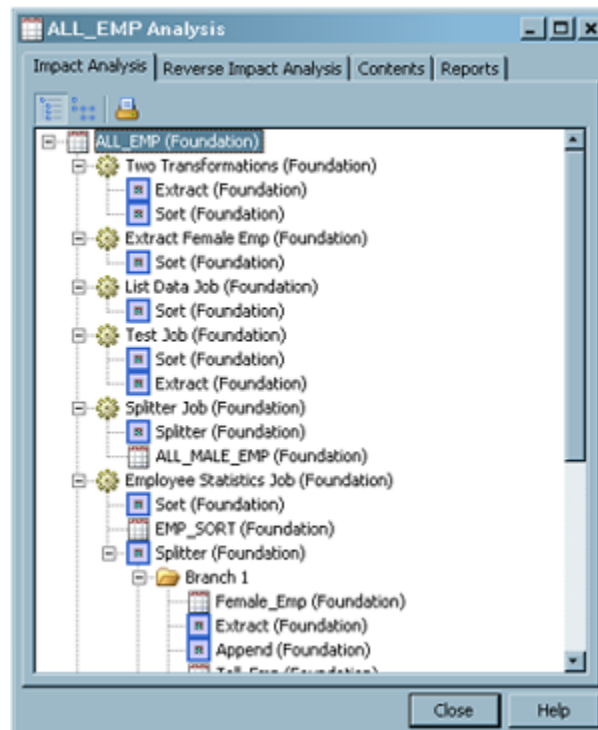 ALL_EMP Analysis
Impact Analysis Reverse Impact Analysis Contents Reports
ALL_EMP (Foundation)
Two Transformations (Foundation)
Extract (Foundation)
Sort (Foundation)
Extract Female Emp (Foundation)
Sort (Foundation)
List Data Job (Foundation)
Sort (Foundation)
Test Job (Foundation)
Sort (Foundation)
Extract (Foundation)
Splitter Job (Foundation)
Splitter (Foundation)
ALL_MALE_EMP (Foundation)
Employee Statistics Job (Foundation)
Sort (Foundation)
EMP_SORT (Foundation)
Splitter (Foundation)
Branch 1
Female_Emp (Foundation)
Extract (Foundation)
Append (Foundation)
Close Help